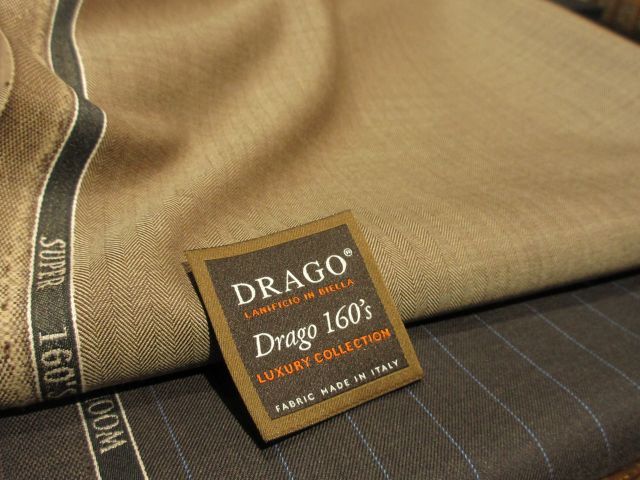 DRAGO®
LANIFICIO IN BIELLA
Drago 160's
LUXURY COLLECTION
FABRIC MADE IN ITALY
SUPER 160'S